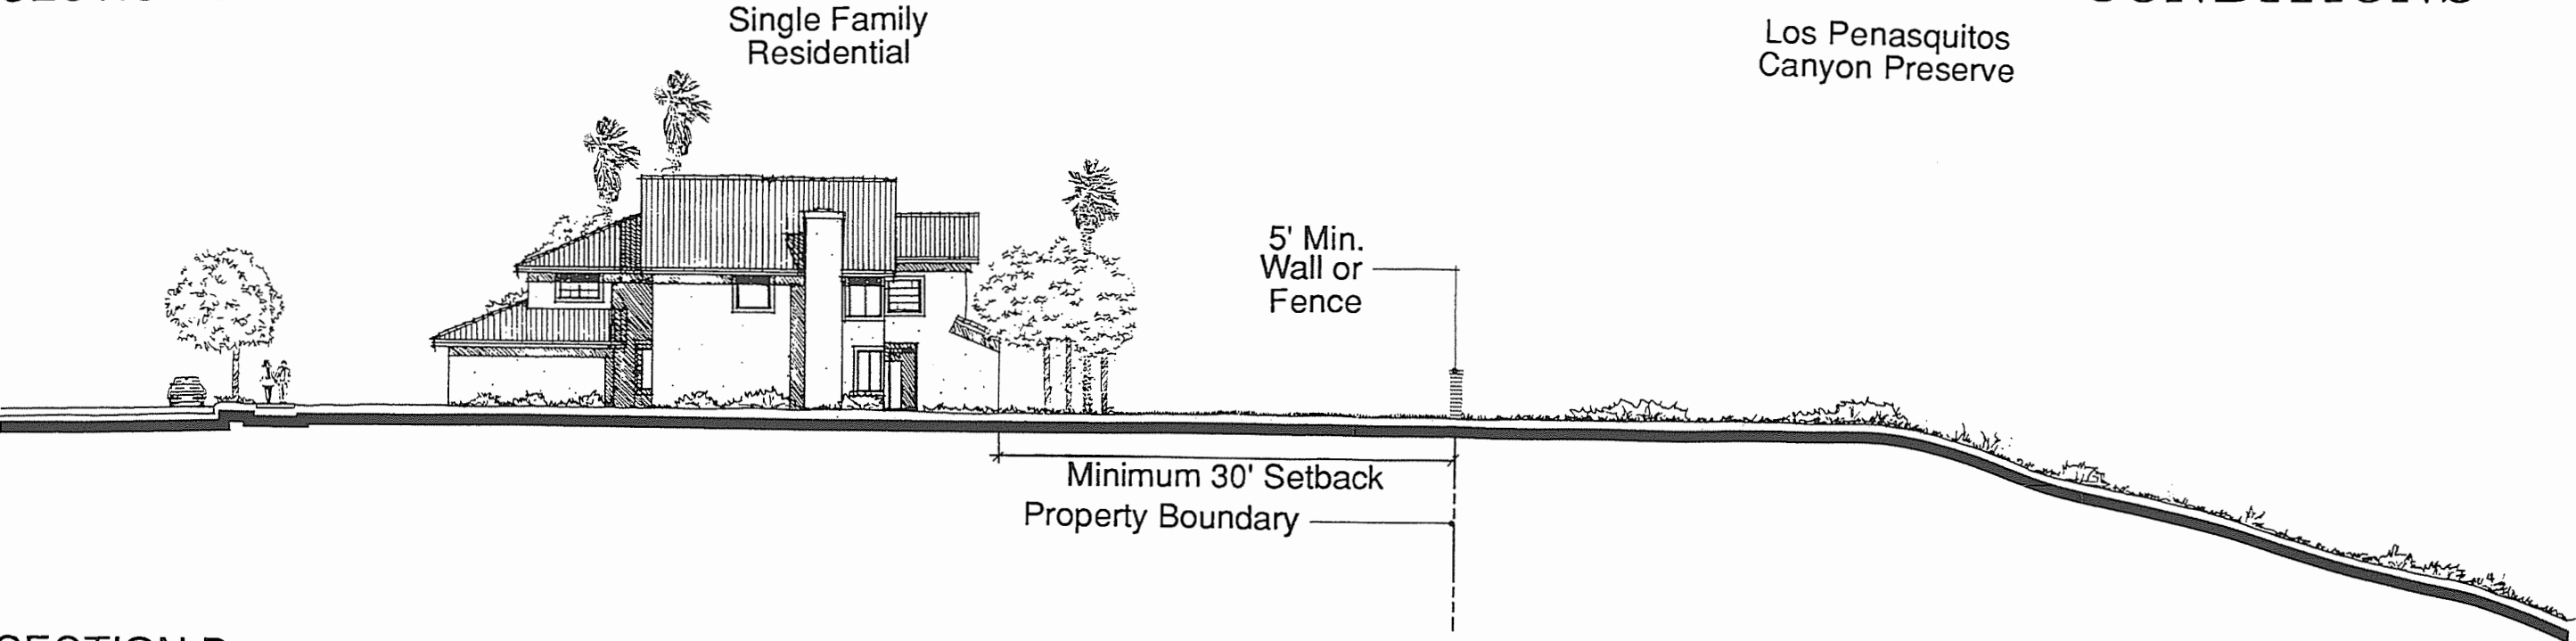 Single Family
Residential
Los Penasquitos
Canyon Preserve
5' Min.
Wall or
Fence
Minimum 30' Setback
Property Boundary